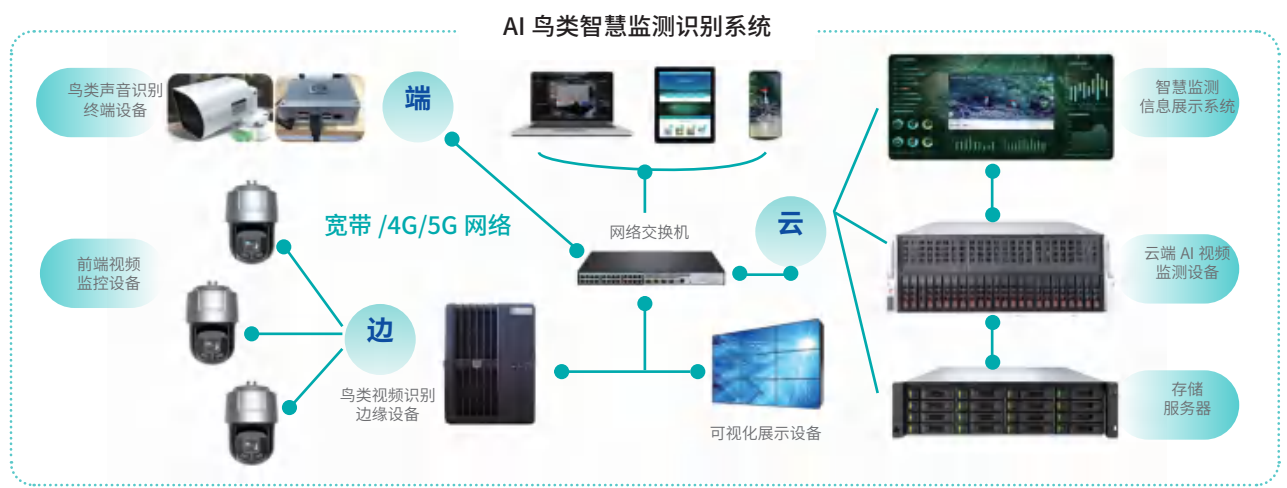 AI 鸟类智慧监测识别系统
鸟类声音识别
终端设备
端
智慧监测
信息展示系统
宽带 /4G/5G 网络
网络交换机
云
前端视频
监控设备
云端 AI 视频
监测设备
边
鸟类视频识别
边缘设备
可视化展示设备
存储
服务器